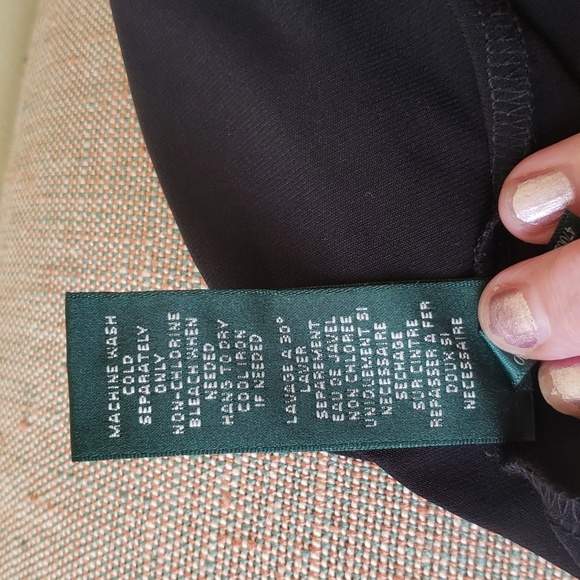 MACHINE WASH
COLD
SEPARATELY
ONLY
NON-CHLORINE
BLACH WHEN
NEEDED
HANG TO DRY
COOL IRON
IF NEEDED
LAVAGE A 30°
LAVER
SEPAREMENT
EAU DE JAVEL
NON CHLOREE
UNIQUEMENT SI
NECESSAIRE
SECHAGE
SUR CINTRE
REPASSER A FER
DOUX SI
NECESSAIRE